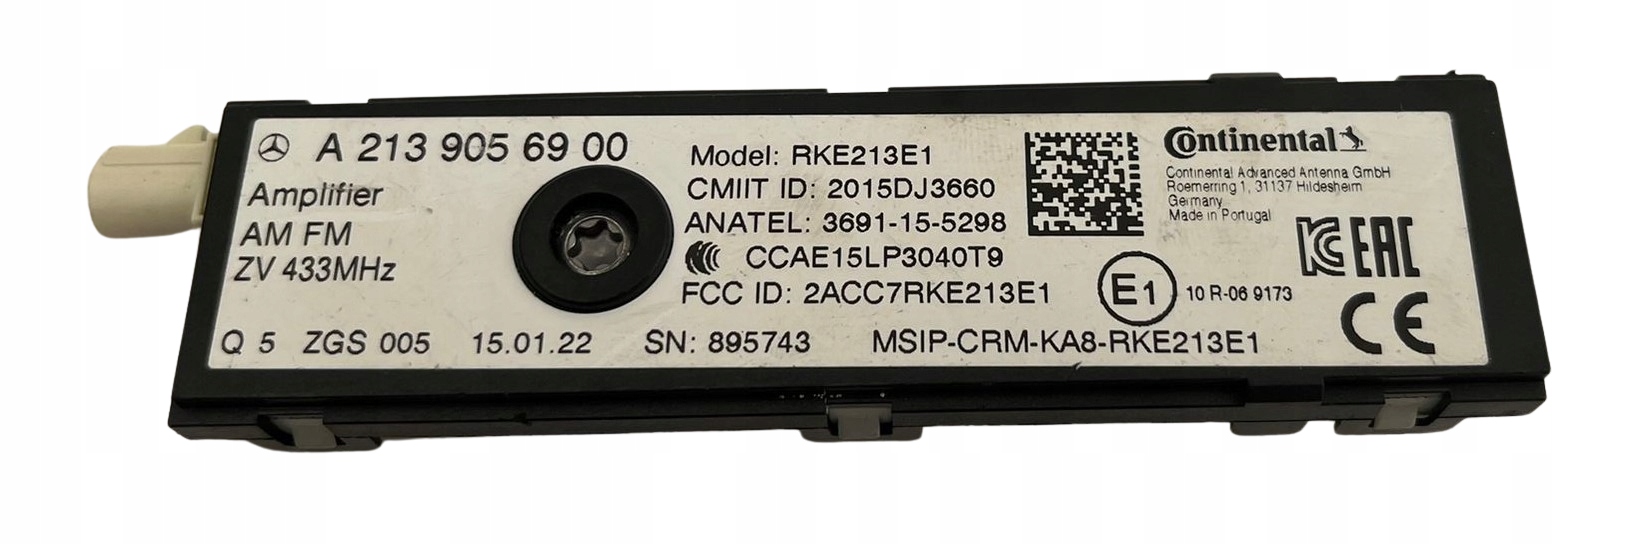 A 213 905 69 00
Amplifier
AM FM
ZV 433MHz
Q 5 ZGS 005 15.01.22 SN: 895743 MSIP-CRM-KA8-RKE213E1
Model: RKE213E1
CMIIT ID: 2015DJ3660
ANATEL: 3691-15-5298
CCAE15LP3040T9
FCC ID: 2ACC7RKE213E1
Continental
Continental Advanced Antenna GmbH
Roemerring 1, 31137 Hildesheim
Germany
Made in Portugal
E1 10 R-06 9173
KC EAC
CE